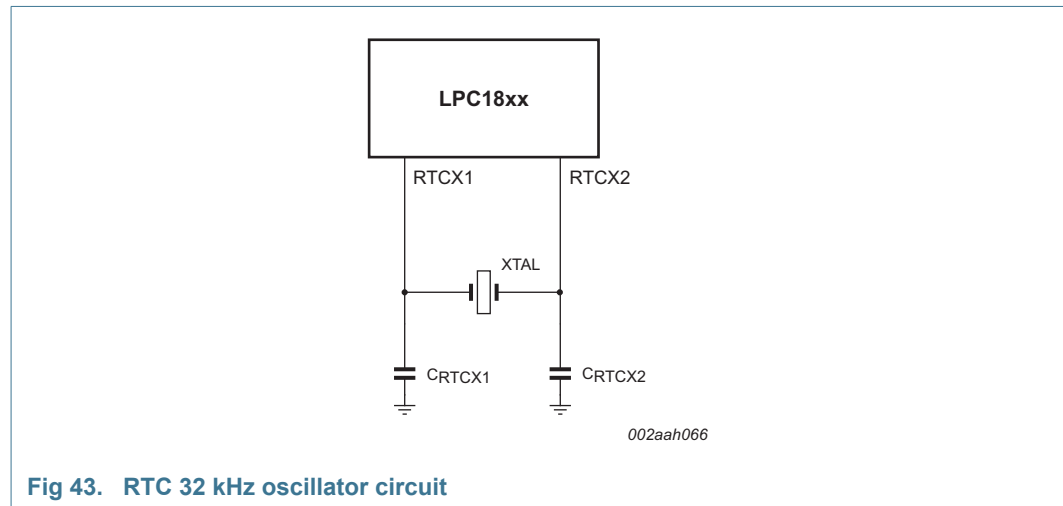 LPC18xx
RTCX1
RTCX2
XTAL
CRTCX1
CRTCX2
002aah066
Fig 43. RTC 32 kHz oscillator circuit